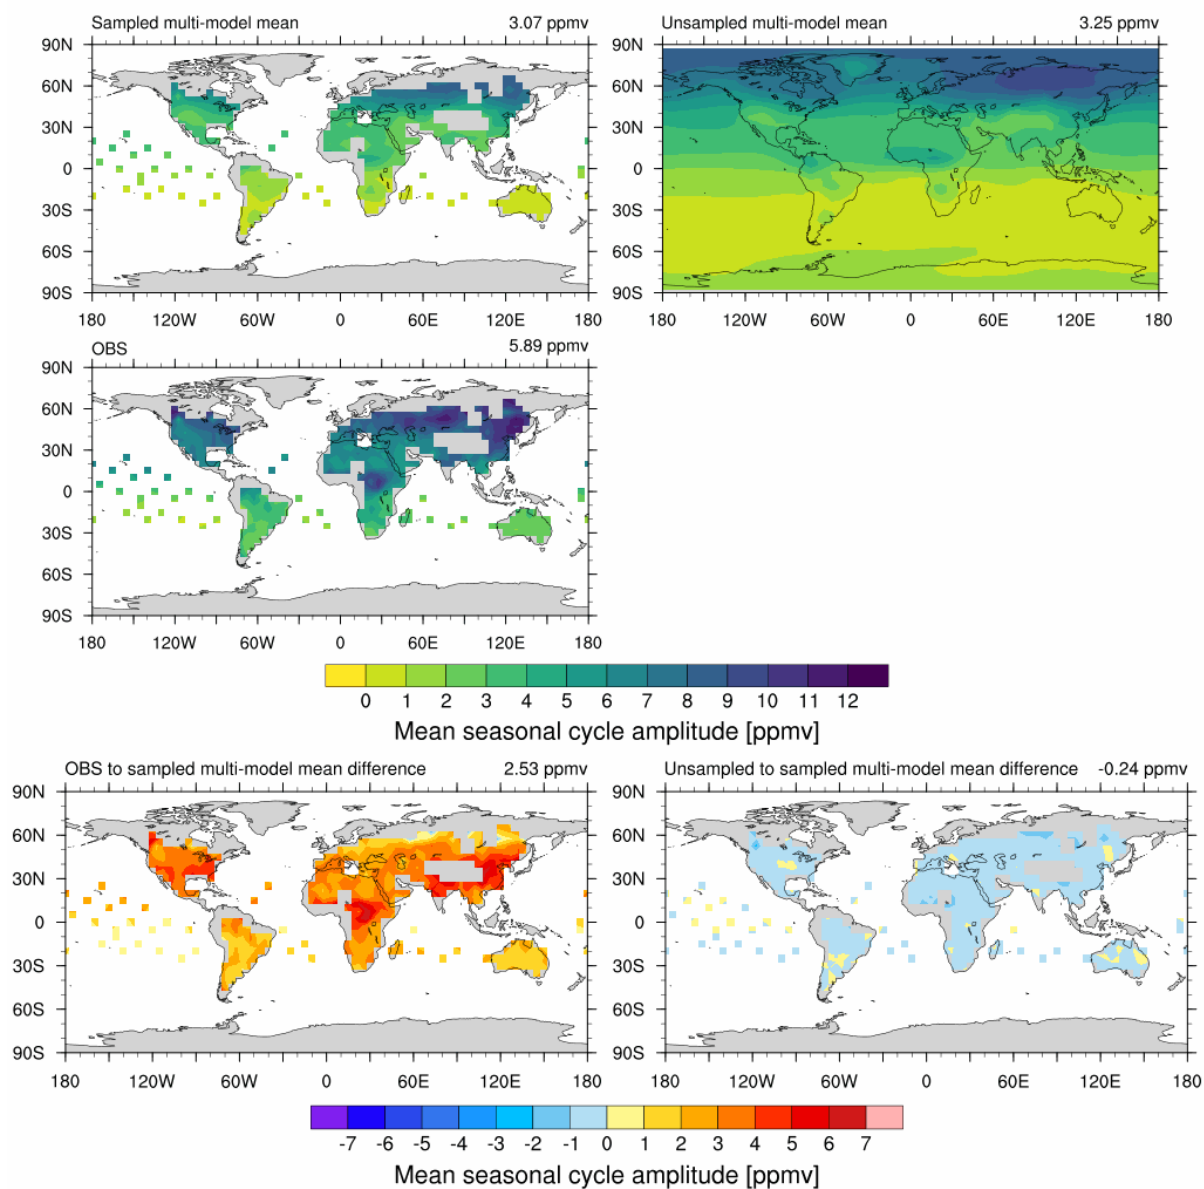 Sampled multi-model mean 3.07 ppmv
Unsampled multi-model mean 3.25 ppmv
90N 90N
60N 60N
30N 30N
0 0
30S 30S
60S 60S
90S 90S
180 120W 60W 0 60E 120E 180
180 120W 60W 0 60E 120E 180
OBS 5.89 ppmv
90N
60N
30N
0
30S
60S
90S
180 120W 60W 0 60E 120E 180
0 1 2 3 4 5 6 7 8 9 10 11 12
Mean seasonal cycle amplitude [ppmv]
OBS to sampled multi-model mean difference 2.53 ppmv
Unsampled to sampled multi-model mean difference -0.24 ppmv
90N 90N
60N 60N
30N 30N
0 0
30S 30S
60S 60S
90S 90S
180 120W 60W 0 60E 120E 180
180 120W 60W 0 60E 120E 180
-7 -6 -5 -4 -3 -2 -1 0 1 2 3 4 5 6 7
Mean seasonal cycle amplitude [ppmv]